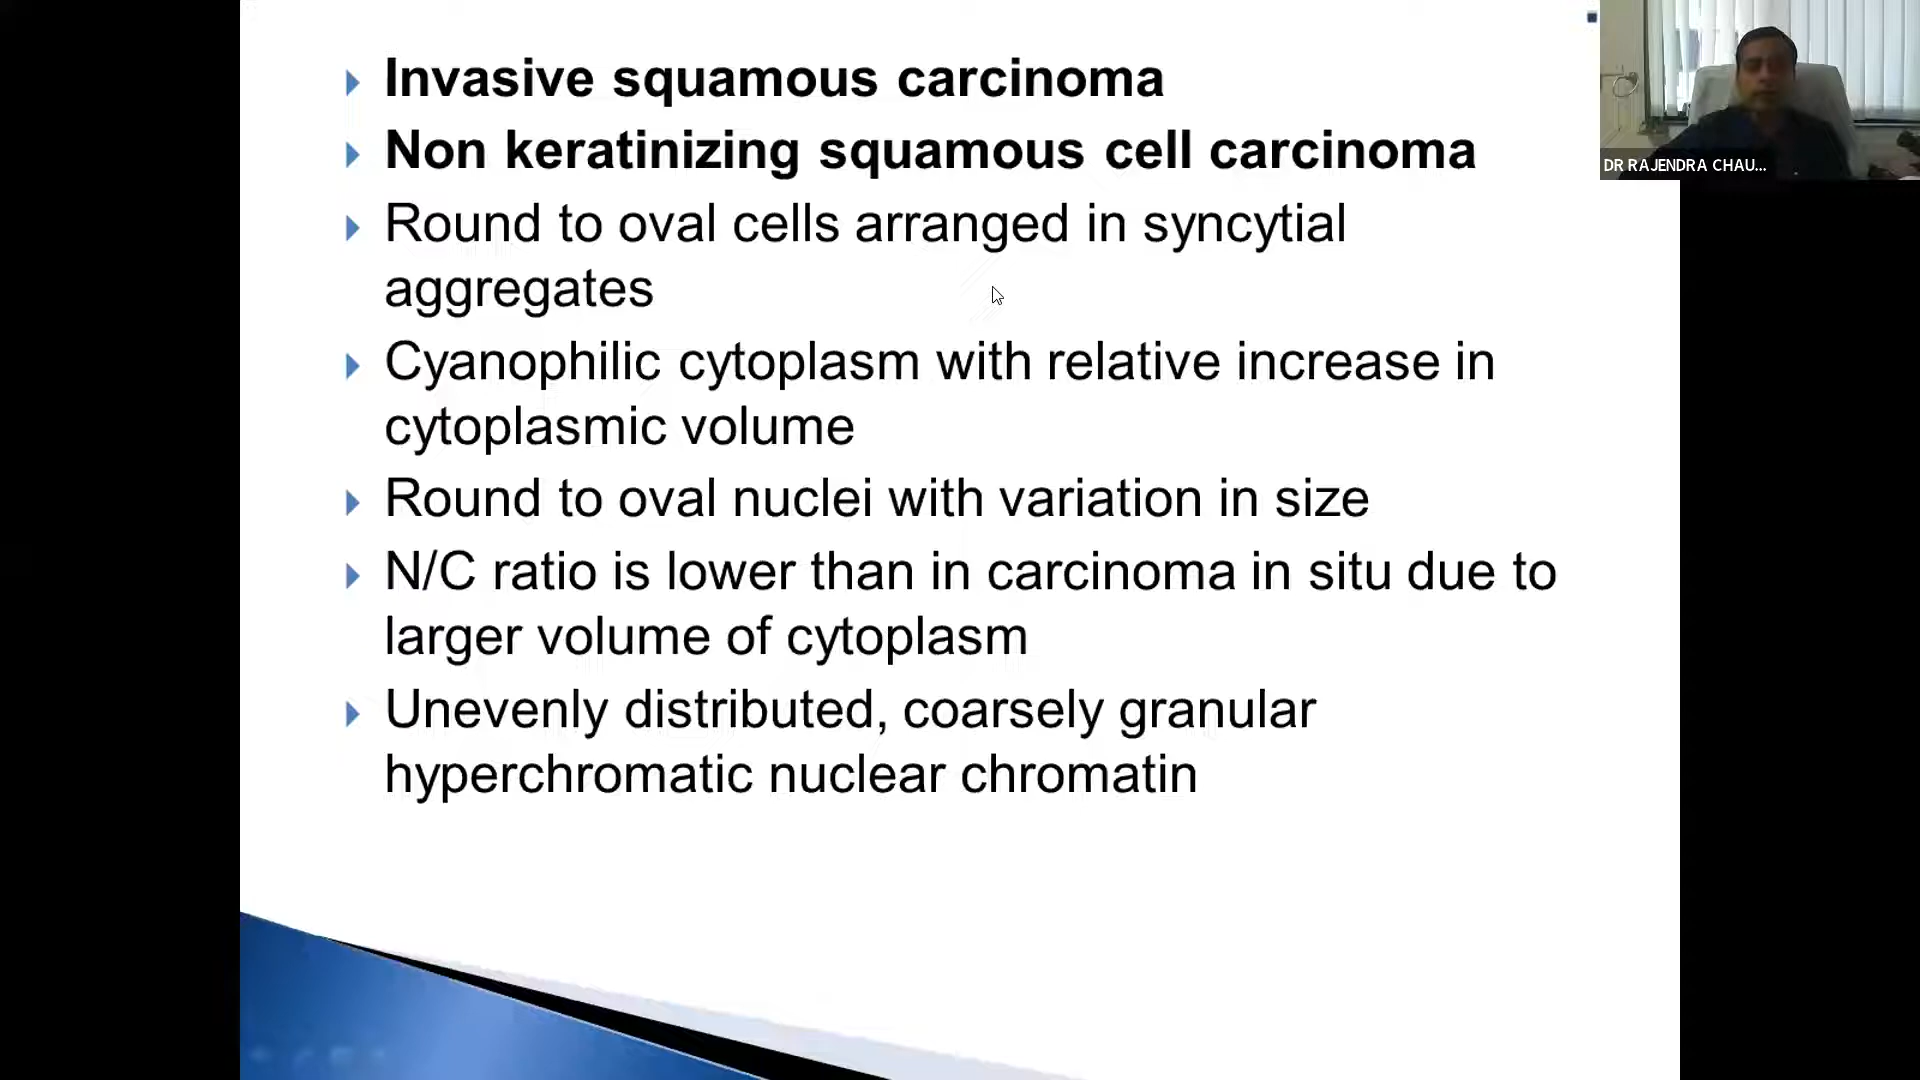 Invasive squamous carcinoma
Non keratinizing squamous cell carcinoma
Round to oval cells arranged in syncytial
aggregates
Cyanophilic cytoplasm with relative increase in
cytoplasmic volume
Round to oval nuclei with variation in size
N/C ratio is lower than in carcinoma in situ due to
larger volume of cytoplasm
Unevenly distributed, coarsely granular
hyperchromatic nuclear chromatin
DR RAJENDRA CHAU...